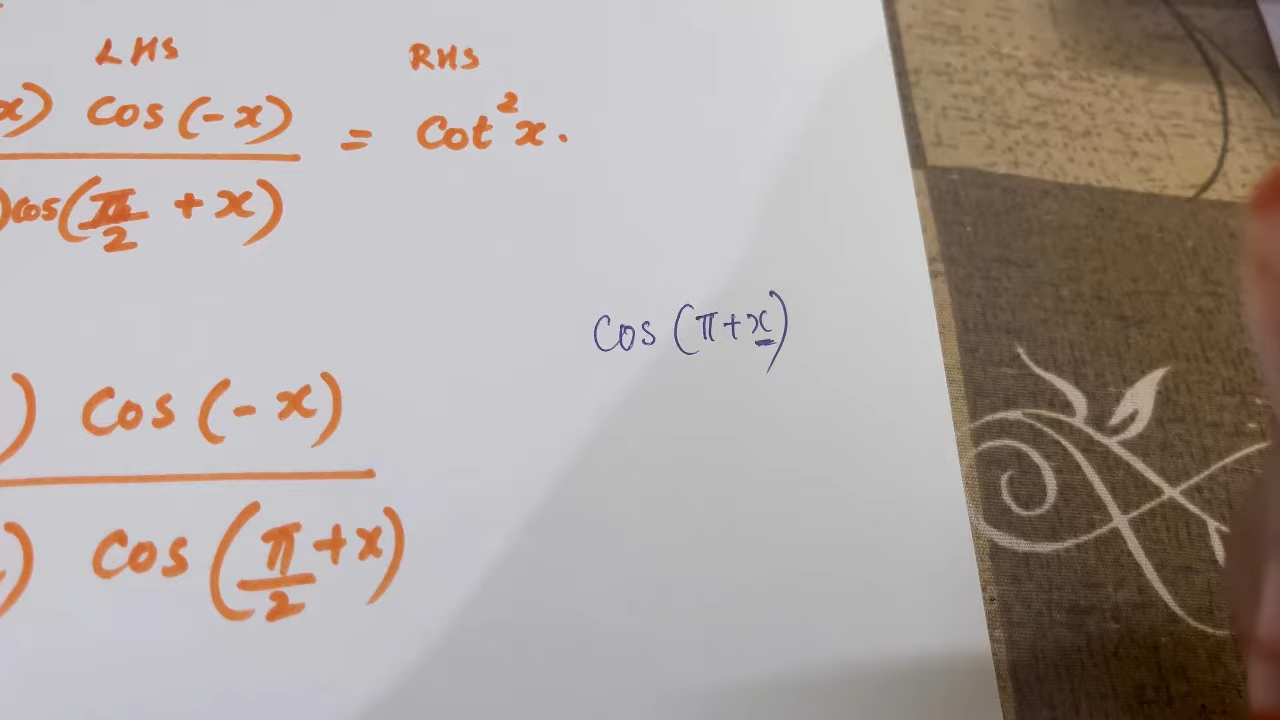 LHS RHS
x) cos(-x) = cot²x.
)cos(π/2 + x)
cos(π+x)
) cos(-x)
) cos(π/2+x)